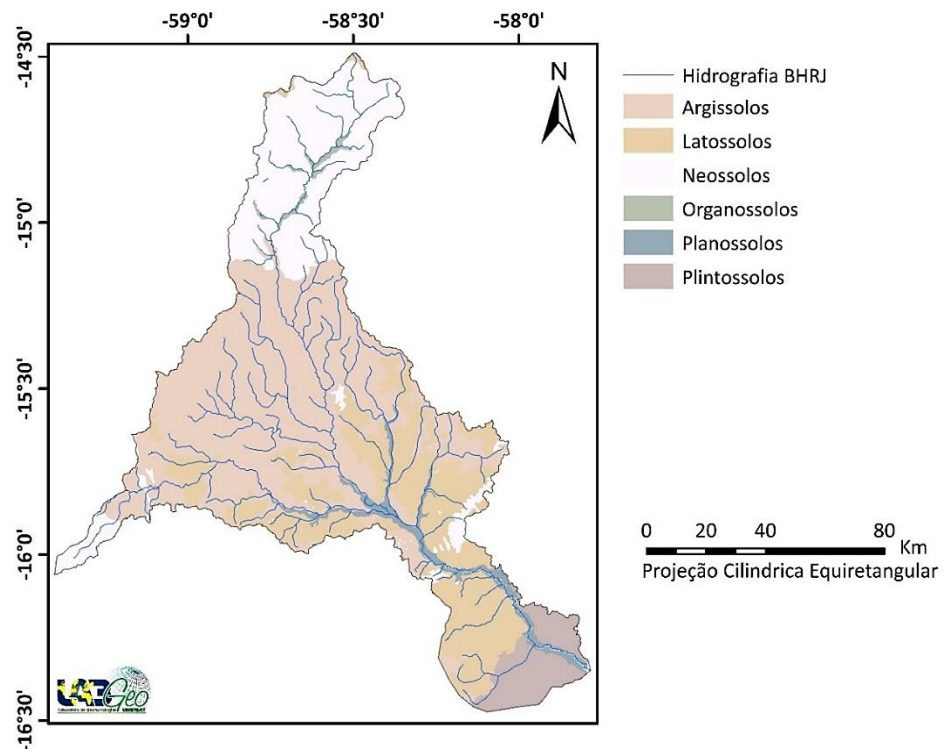 -59°0'
-58°30'
-58°0'
-14°30'
-15°0'
-15°30'
-16°0'
-16°30'
N
Hidrografia BHRJ
Argissolos
Latossolos
Neossolos
Organossolos
Planossolos
Plintossolos
0 20 40 80
Km
Projeção Cilindrica Equiretangular
LABGeo